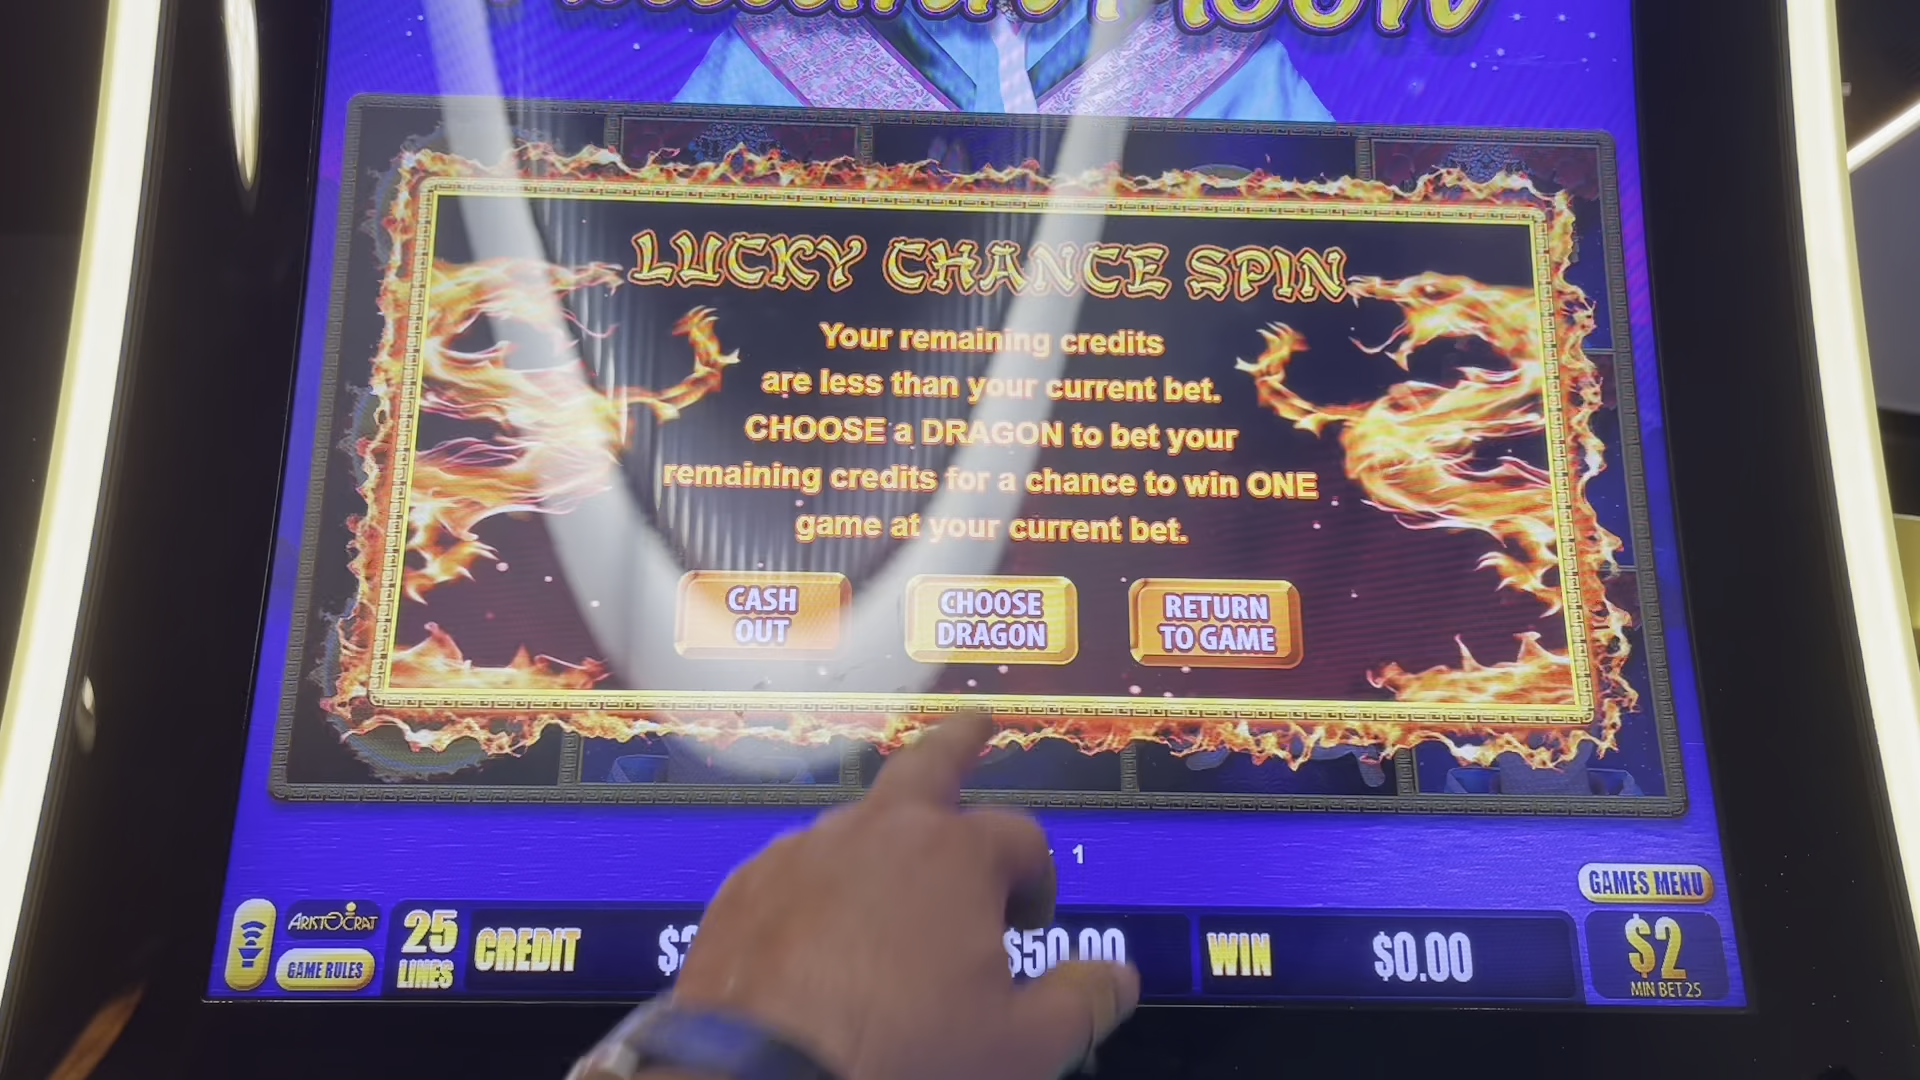 Moon
LUCKY CHANCE SPIN
Your remaining credits
are less than your current bet.
CHOOSE a DRAGON to bet your
remaining credits for a chance to win ONE
game at your current bet.
CASH
OUT
CHOOSE
DRAGON
RETURN
TO GAME
1
GAMES MENU
ARISTOCRAT
GAME RULES
25
LINES
CREDIT
$50.00
WIN
$0.00
$2
MIN BET 25